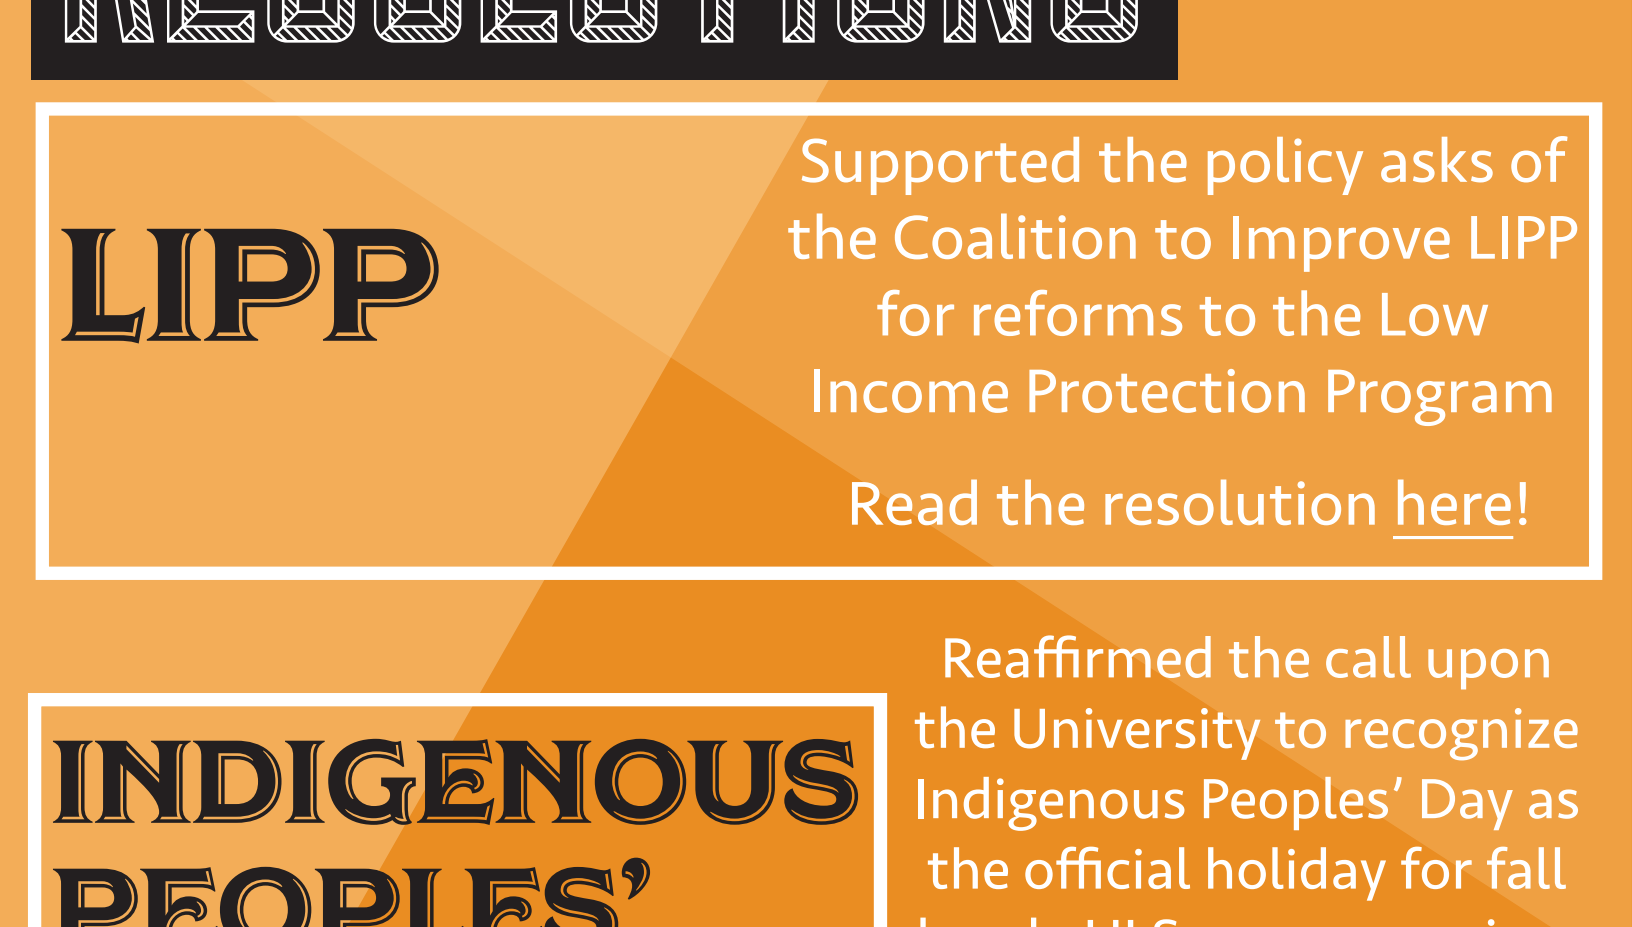 RESOLUTIONS
LIPP
Supported the policy asks of
the Coalition to Improve LIPP
for reforms to the Low
Income Protection Program
Read the resolution here!
INDIGENOUS
PEOPLES’
Reaffirmed the call upon
the University to recognize
Indigenous Peoples’ Day as
the official holiday for fall